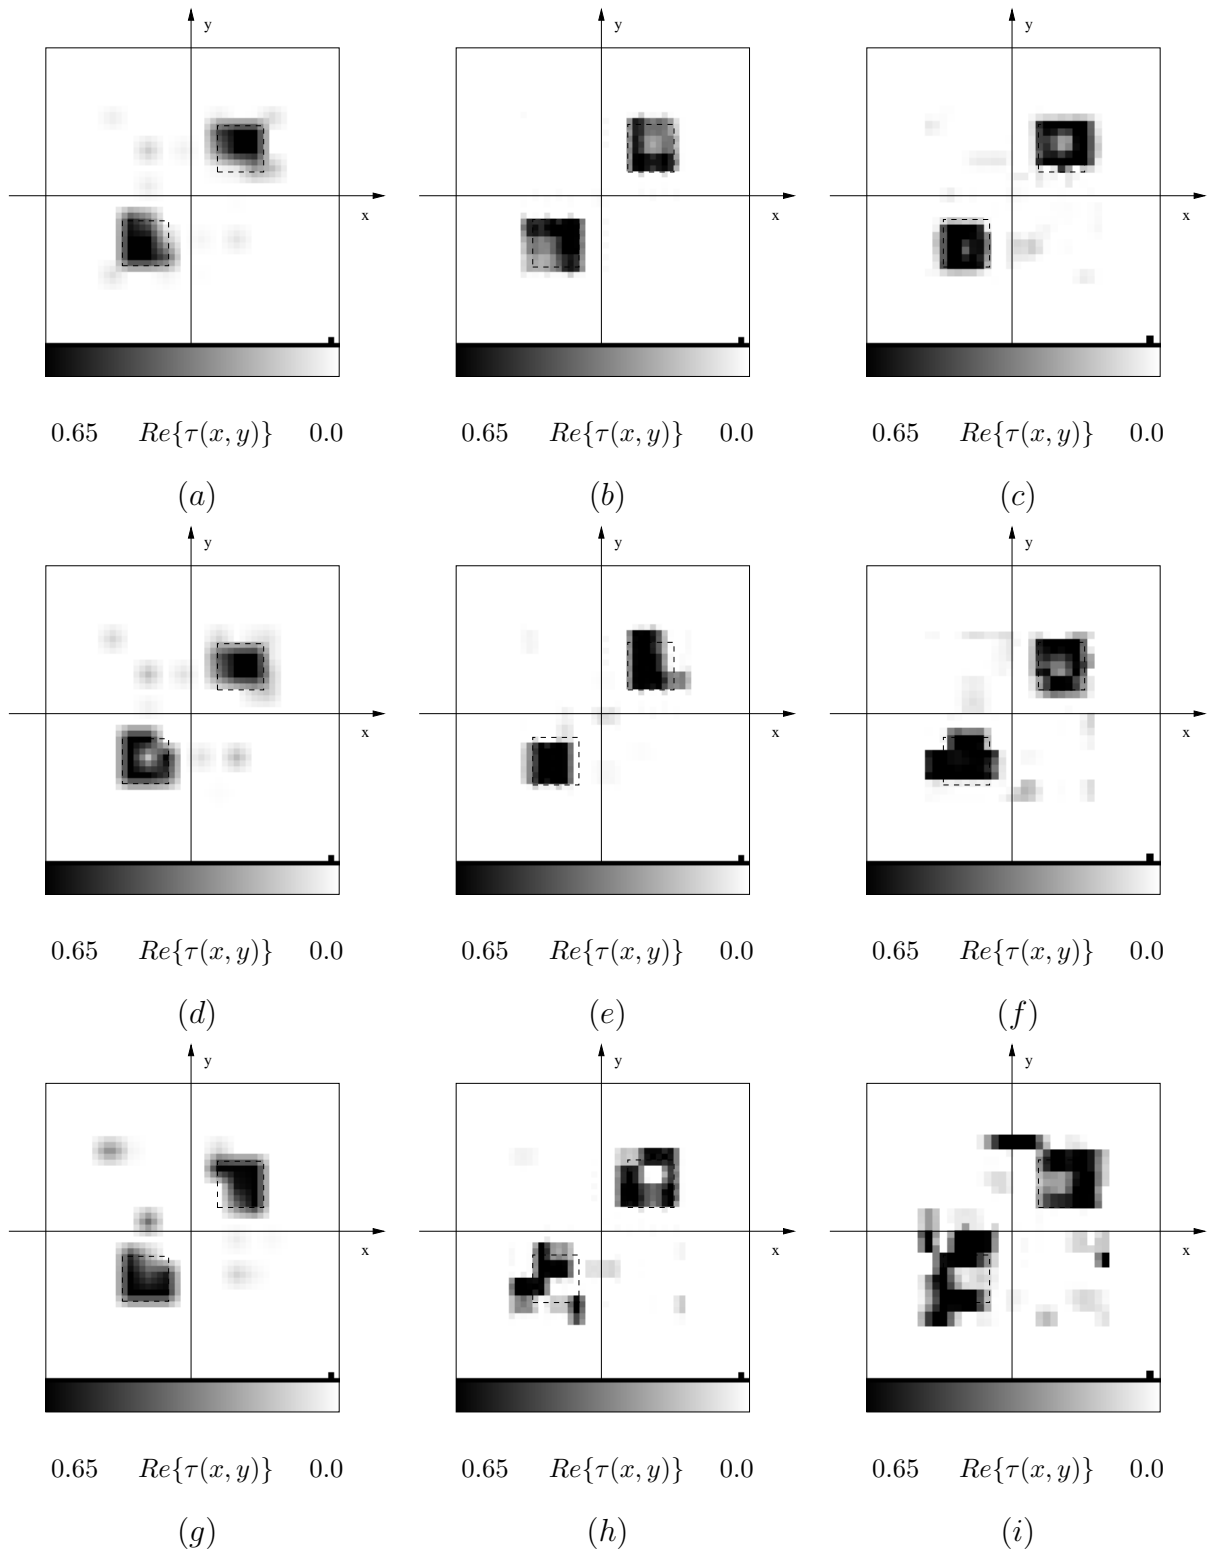 y y y
x x x
0.65 Re{τ(x, y)} 0.0 0.65 Re{τ(x, y)} 0.0 0.65 Re{τ(x, y)} 0.0
(a) (b) (c)
y y y
x x x
0.65 Re{τ(x, y)} 0.0 0.65 Re{τ(x, y)} 0.0 0.65 Re{τ(x, y)} 0.0
(d) (e) (f)
y y y
x x x
0.65 Re{τ(x, y)} 0.0 0.65 Re{τ(x, y)} 0.0 0.65 Re{τ(x, y)} 0.0
(g) (h) (i)